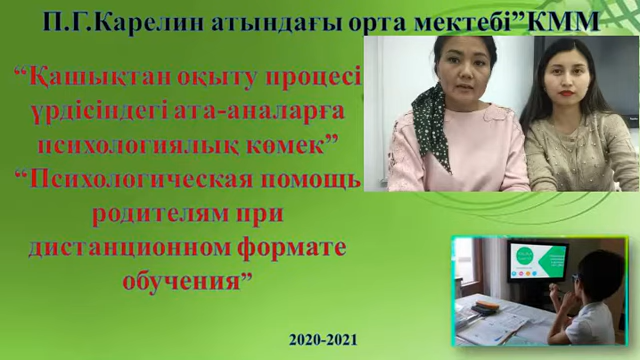 П.Г.Карелин атындағы орта мектебі”КММ
“Қашықтан оқыту процесі
үрдісіндегі ата-аналарға
психологиялық көмек”
“Психологическая помощь
родителям при
дистанционном формате
обучения”
2020-2021